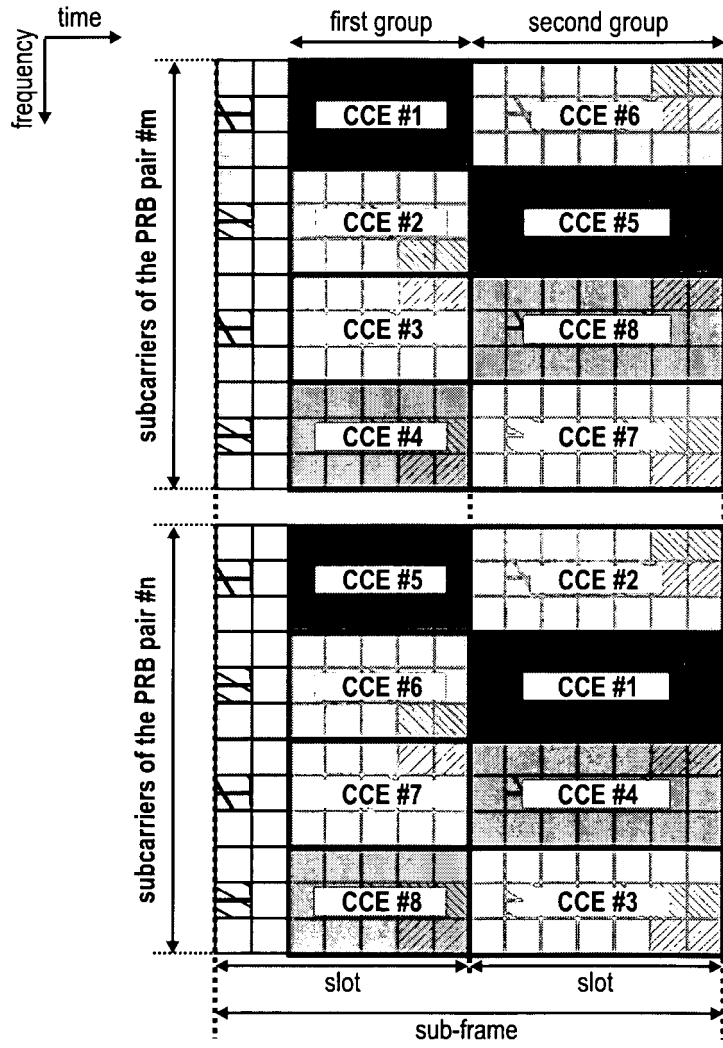 time
first group
second group
frequency
subcarriers of the PRB pair #m
CCE #1
CCE #6
CCE #2
CCE #5
CCE #3
CCE #8
CCE #4
CCE #7
subcarriers of the PRB pair #n
CCE #5
CCE #2
CCE #6
CCE #1
CCE #7
CCE #4
CCE #8
CCE #3
slot
slot
sub-frame